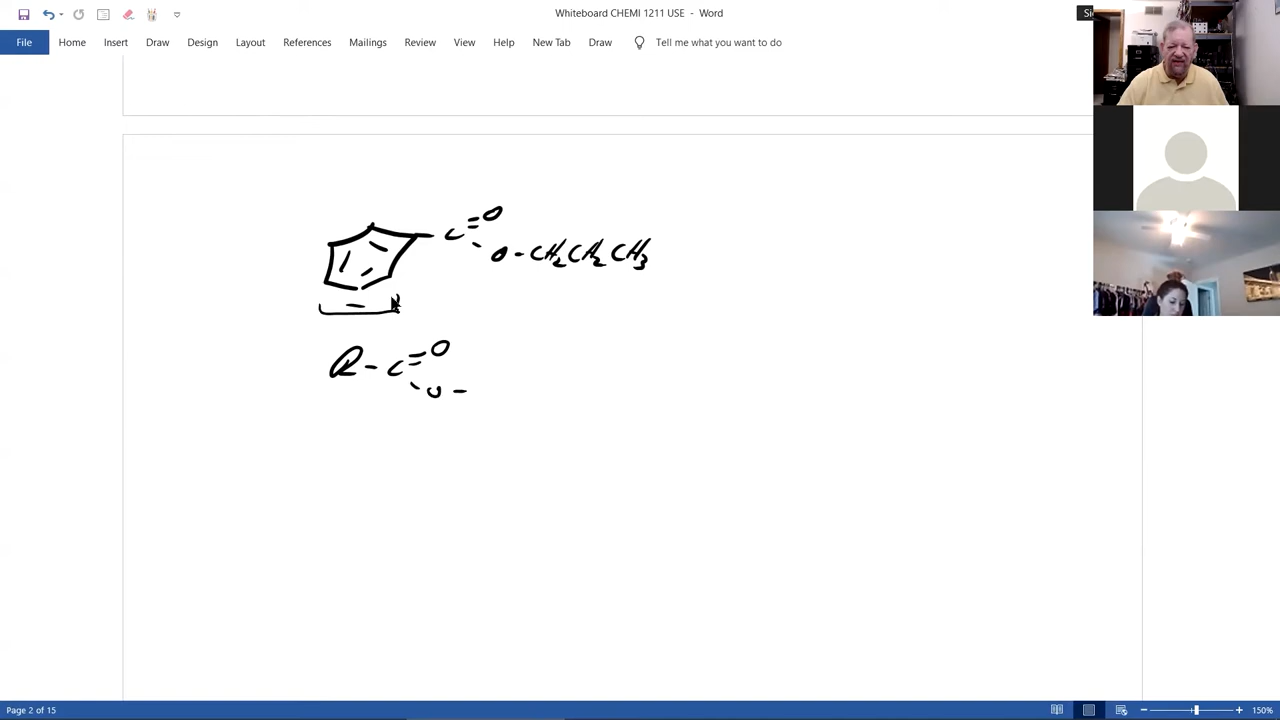 Whiteboard CHEMI 1211 USE - Word
File Home Insert Draw Design Layout References Mailings Review View Help New Tab Draw Tell me what you want to do
C=O
O-CH2CH2CH3
R-C=O
O-
Page 2 of 15
150%